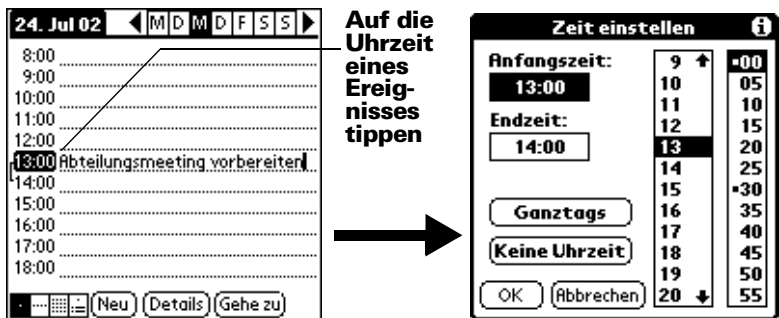 24. Jul 02 M D M D F S S
8:00
9:00
10:00
11:00
12:00
13:00 Abteilungsmeeting vorbereiten
14:00
15:00
16:00
17:00
18:00
Neu Details Gehe zu
Auf die
Uhrzeit
eines
Ereig-
nisses
tippen
Zeit einstellen i
Anfangszeit:
13:00
Endzeit:
14:00
Ganztags
Keine Uhrzeit
OK Abbrechen
9
10
11
12
13
14
15
16
17
18
19
20
00
05
10
15
20
25
30
35
40
45
50
55